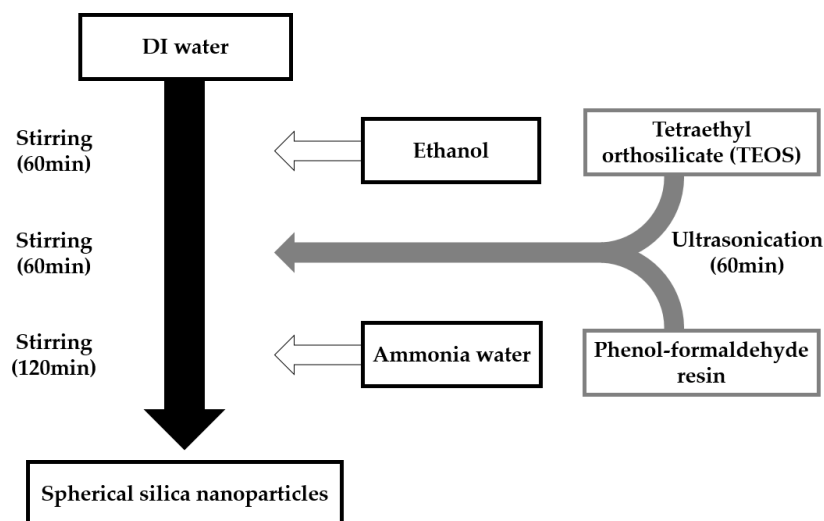 DI water
Stirring
(60min)
Ethanol
Tetraethyl
orthosilicate (TEOS)
Stirring
(60min)
Ultrasonication
(60min)
Stirring
(120min)
Ammonia water
Phenol-formaldehyde
resin
Spherical silica nanoparticles